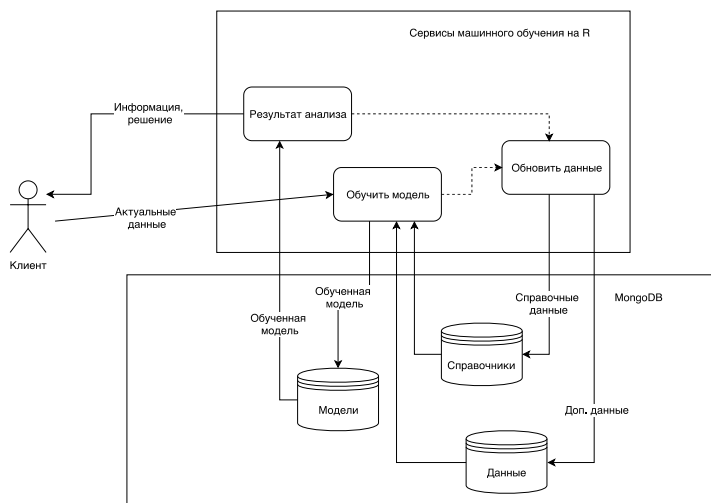 Сервисы машинного обучения на R
Информация,
решение
Результат анализа
Обновить данные
Обучить модель
Актуальные
данные
Клиент
Обученная
модель
Обученная
модель
Справочные
данные
MongoDB
Справочники
Модели
Доп. данные
Данные